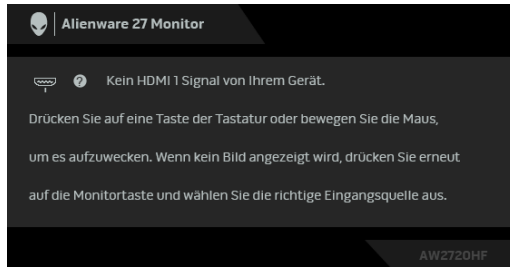 Alienware 27 Monitor
Kein HDMI 1 Signal von Ihrem Gerät.
Drücken Sie auf eine Taste der Tastatur oder bewegen Sie die Maus,
um es aufzuwecken. Wenn kein Bild angezeigt wird, drücken Sie erneut
auf die Monitortaste und wählen Sie die richtige Eingangsquelle aus.
AW2720HF